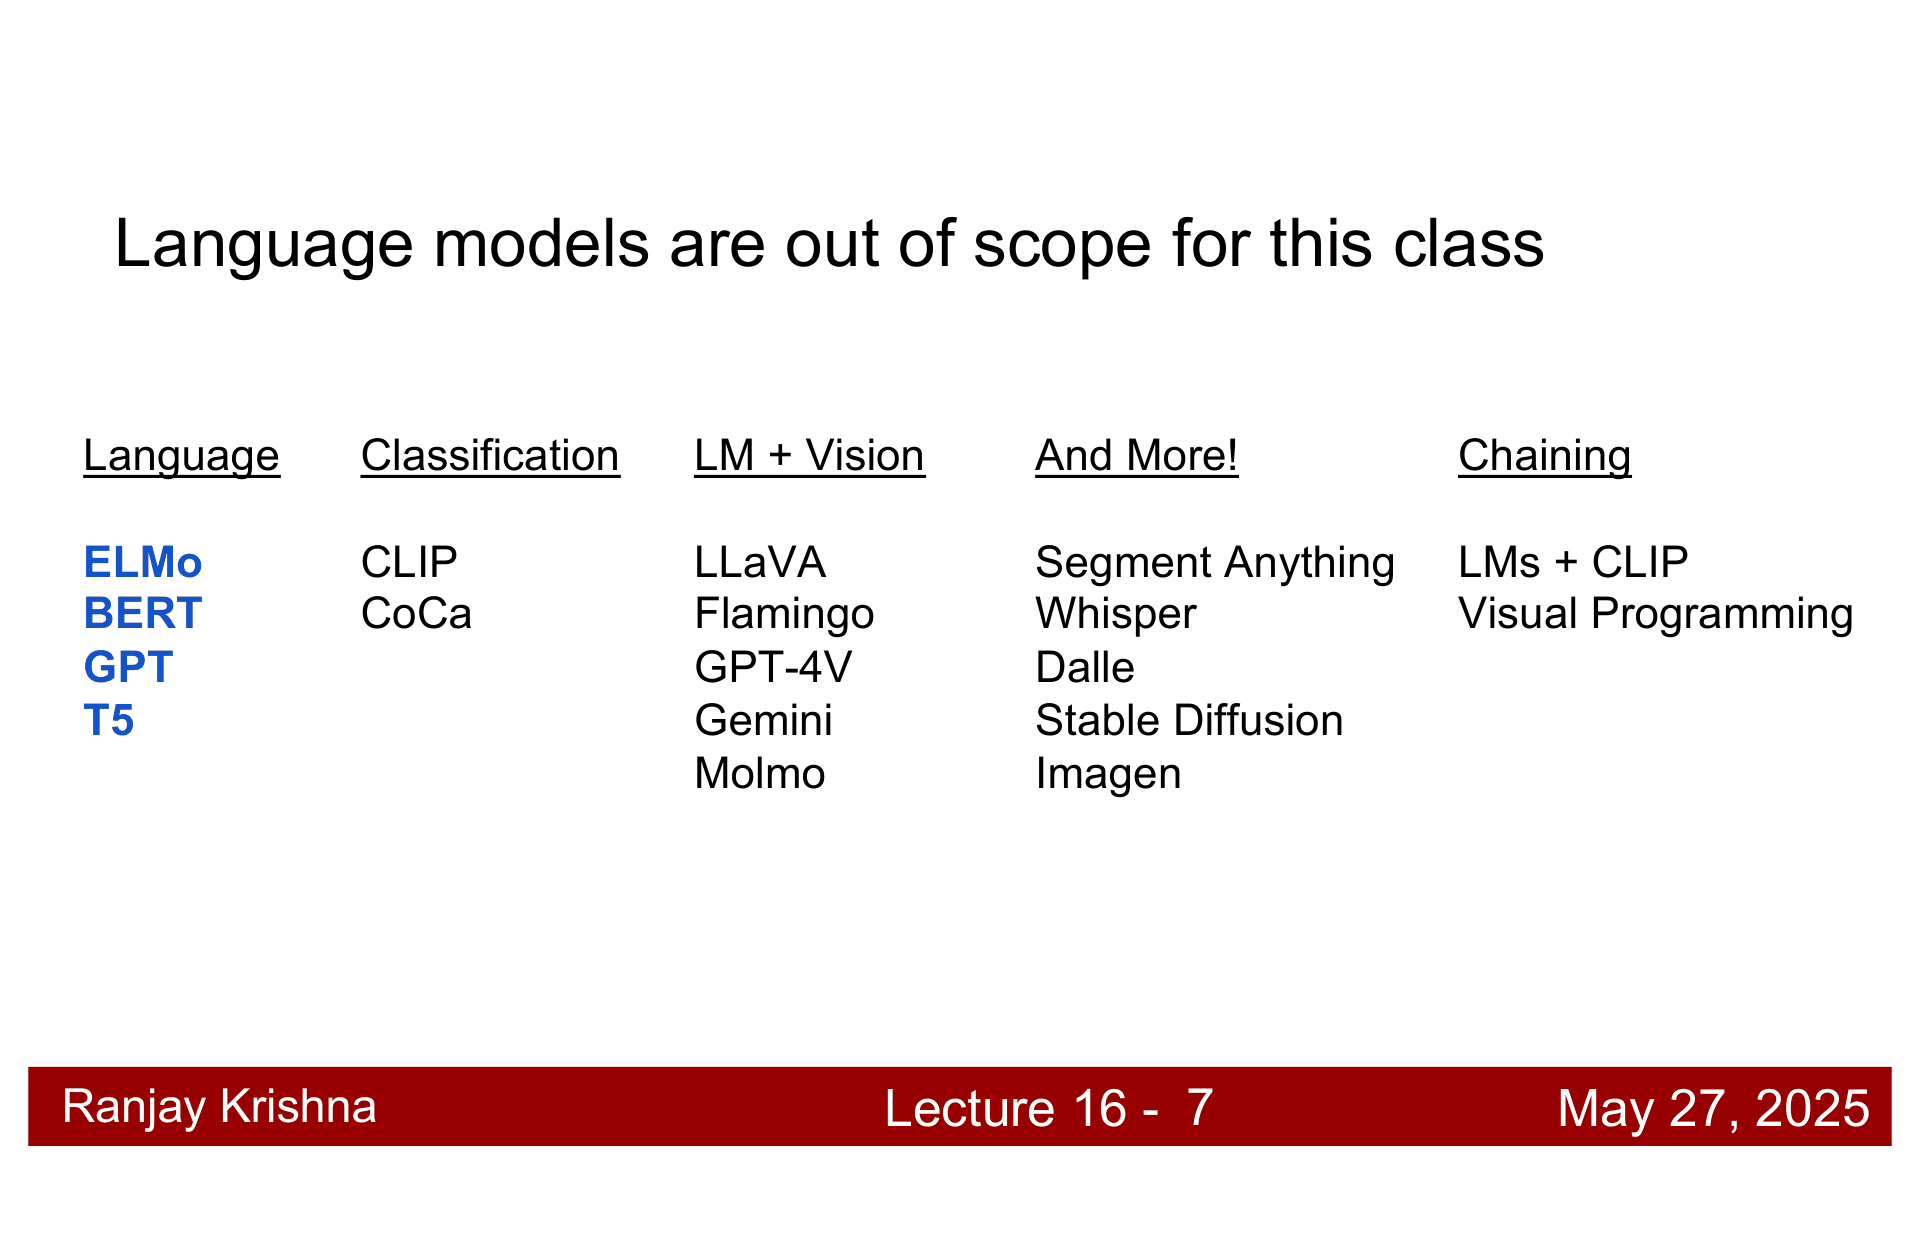 Language models are out of scope for this class
Language
ELMo
BERT
GPT
T5
Classification
CLIP
CoCa
LM + Vision
LLaVA
Flamingo
GPT-4V
Gemini
Molmo
And More!
Segment Anything
Whisper
Dalle
Stable Diffusion
Imagen
Chaining
LMs + CLIP
Visual Programming
Ranjay Krishna
Lecture 16 - 7
May 27, 2025